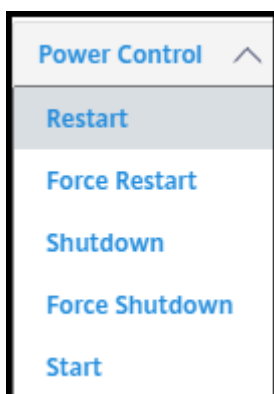 Power Control
Restart
Force Restart
Shutdown
Force Shutdown
Start